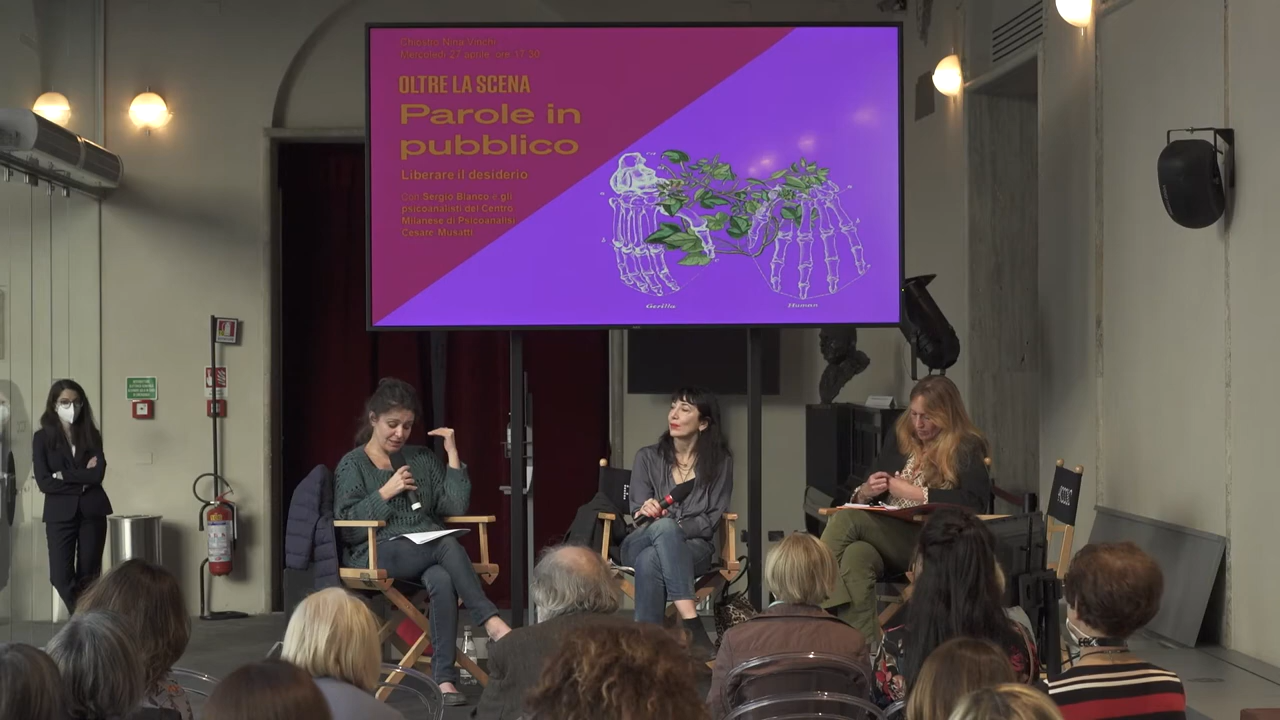 Chiostro Nina Vinchi
Mercoledì 27 aprile, ore 17.30
OLTRE LA SCENA
Parole in
pubblico
Liberare il desiderio
Con Sergio Blanco e gli
psicoanalisti del Centro
Milanese di Psicoanalisi
Cesare Musatti
Gorilla
Human